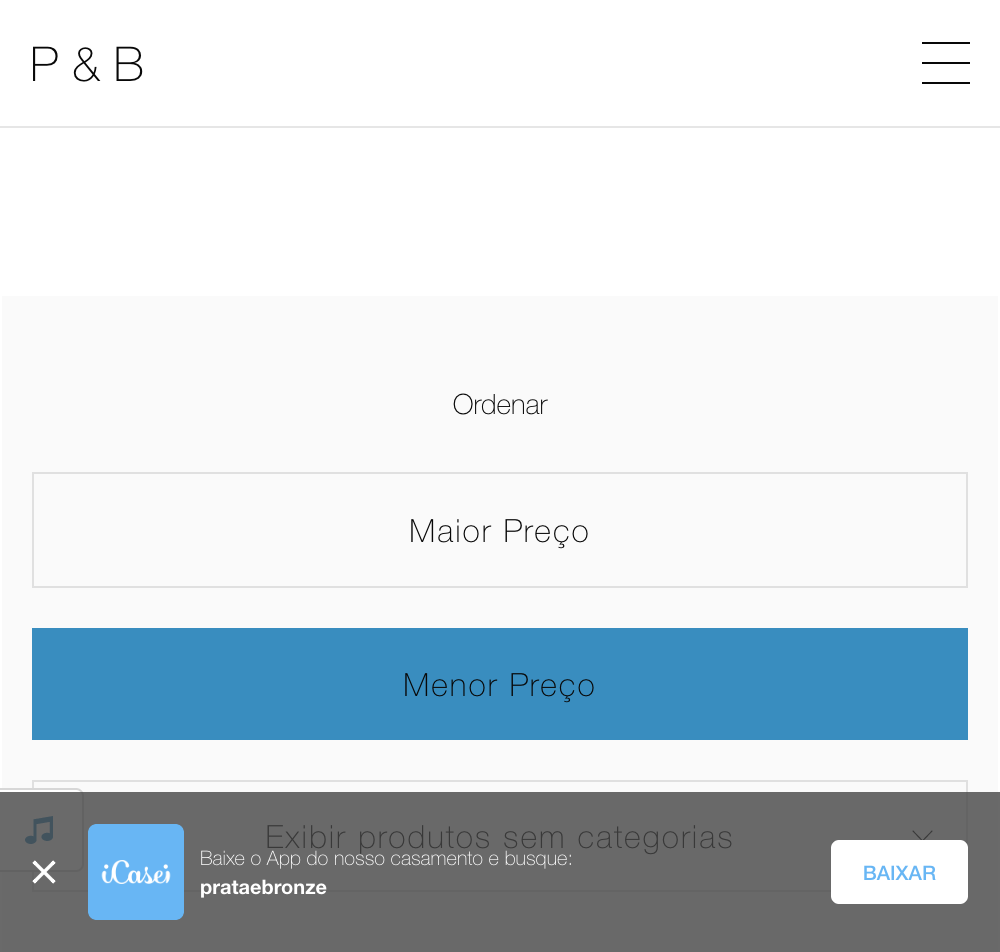 P & B
Ordenar
Maior Preço
Menor Preço
Exibir produtos sem categorias
iCasei
Baixe o App do nosso casamento e busque:
prataebronze
BAIXAR